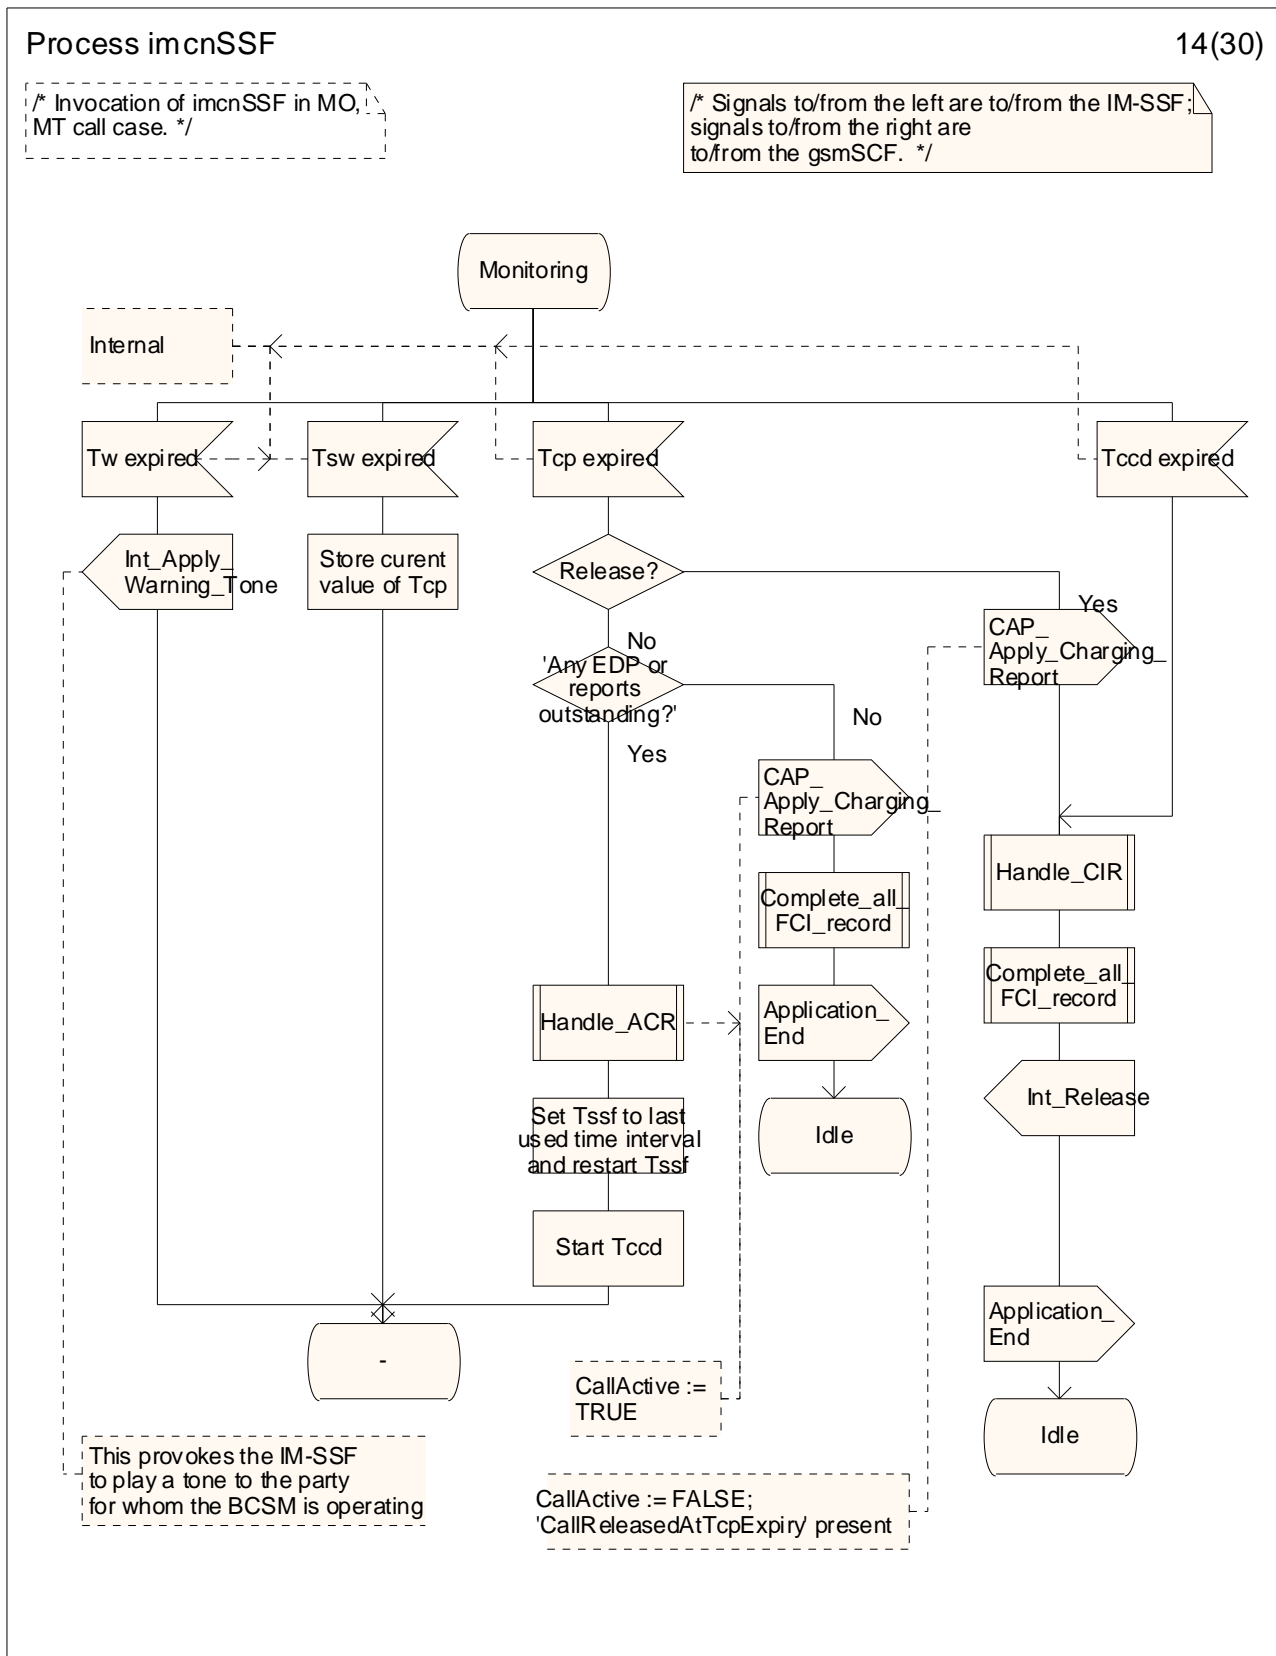 Process imcnSSF
14(30)
/* Invocation of imcnSSF in MO,
MT call case. */
/* Signals to/from the left are to/from the IM-SSF;
signals to/from the right are
to/from the gsmSCF. */
Monitoring
Internal
Tw expired
Tsw expired
Tcp expired
Tccd expired
Int_Apply_
Warning_Tone
Store curent
value of Tcp
Release?
Yes
No
CAP_
Apply_Charging_
Report
'Any EDP or
reports
outstanding?'
No
Yes
CAP_
Apply_Charging_
Report
Handle_CIR
Complete_all_
FCI_record
Complete_all_
FCI_record
Handle_ACR
Application_
End
Int_Release
Set Tssf to last
used time interval
and restart Tssf
Idle
Start Tccd
Application_
End
-
CallActive :=
TRUE
Idle
This provokes the IM-SSF
to play a tone to the party
for whom the BCSM is operating
CallActive := FALSE;
'CallReleasedAtTcpExpiry' present